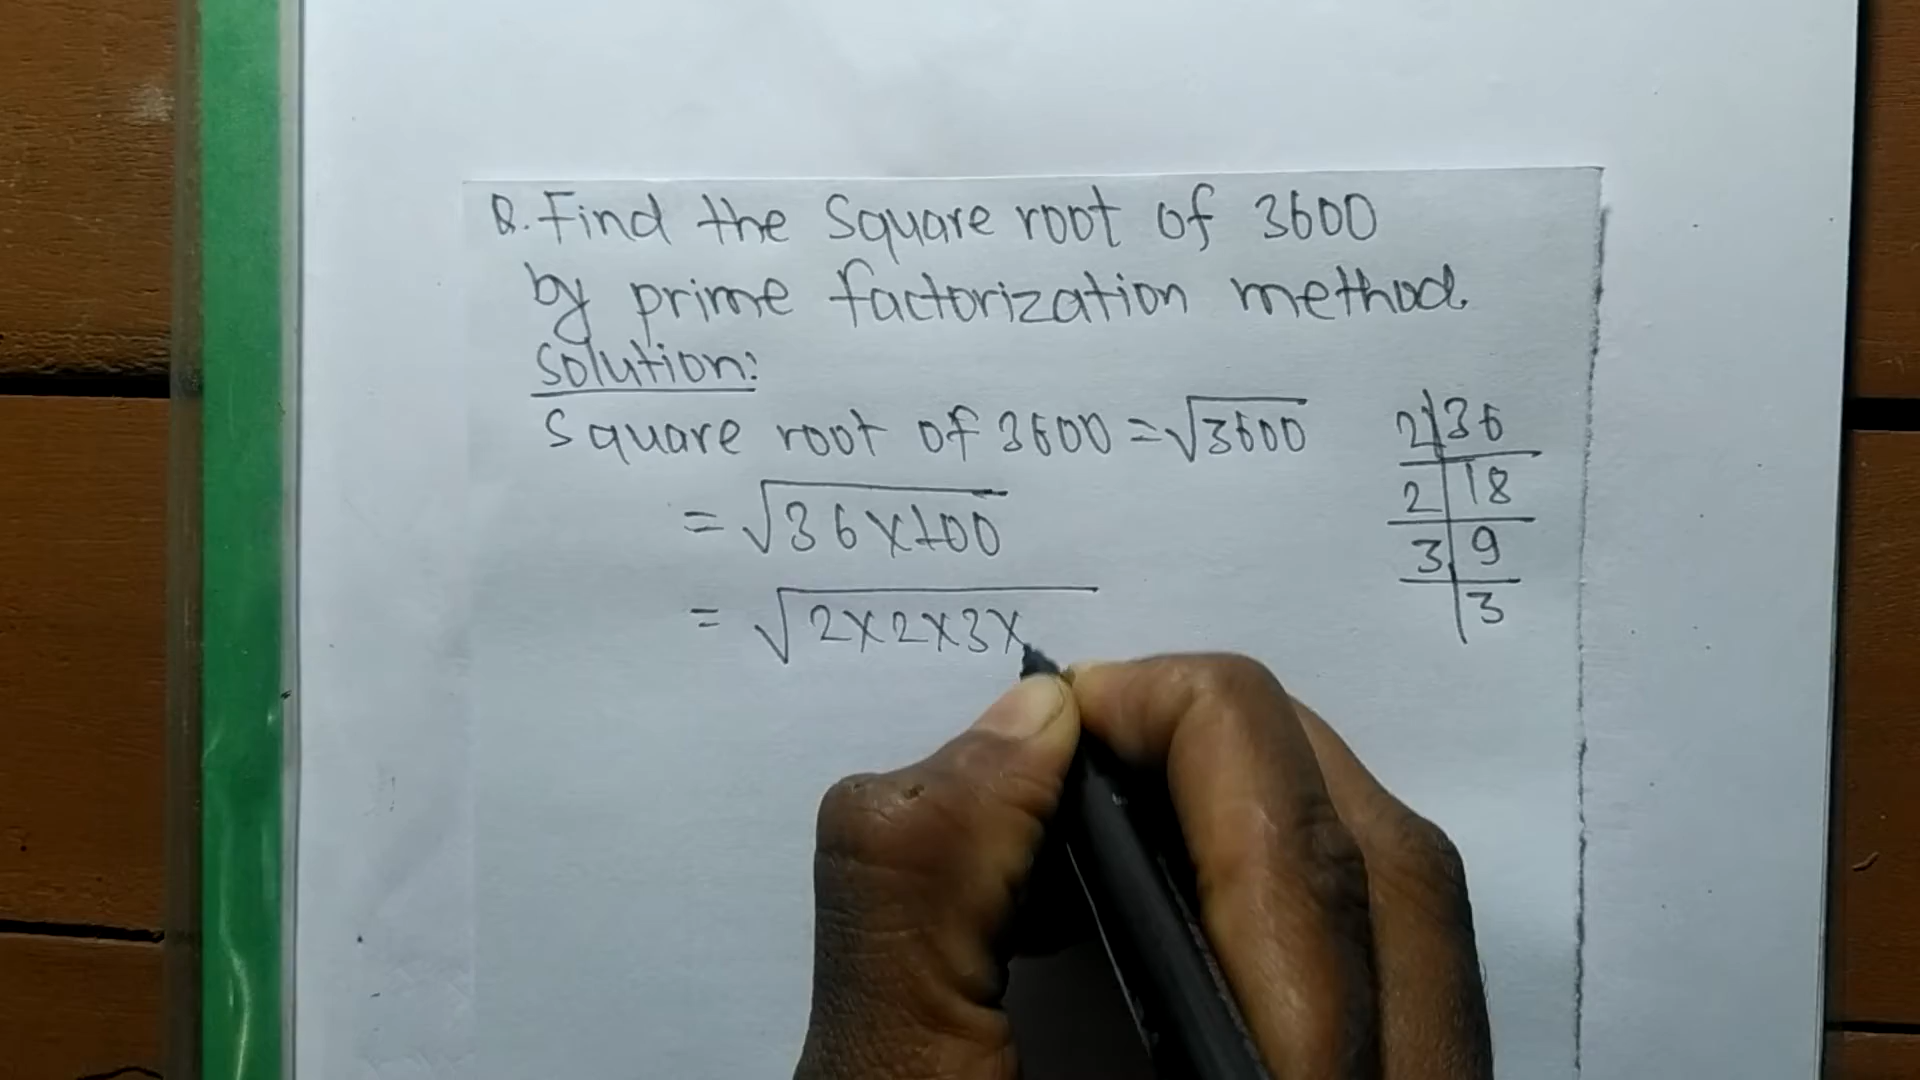 Q. Find the Square root of 3600
by prime factorization method.
Solution:
Square root of 3600 = √3600
= √36×100
= √2×2×3×
2 36
2 18
3 9
3